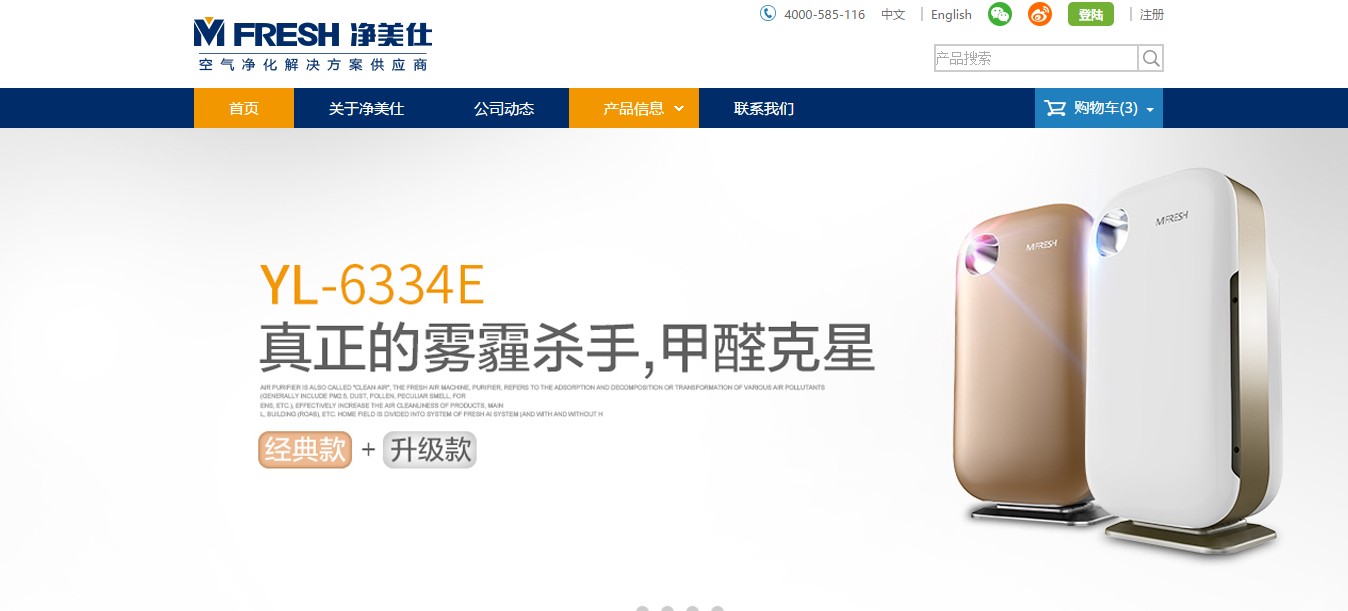 4000-585-116 中文 | English 登陆 | 注册
M FRESH 净美仕
空气净化解决方案供应商
产品搜索
首页 关于净美仕 公司动态 产品信息 联系我们 购物车(3)
M FRESH
M FRESH
YL-6334E
真正的雾霾杀手,甲醛克星
AIR PURIFIER IS ALSO CALLED "CLEAN AIR", THE FRESH AIR MACHINE, PURIFIER, REFERS TO THE ADSORPTION AND DECOMPOSITION OR TRANSFORMATION OF VARIOUS AIR POLLUTANTS
(GENERALLY INCLUDE PM2.5, DUST, POLLEN, PECULIAR SMELL, FOR
ENS, ETC.), EFFECTIVELY INCREASE THE AIR CLEANLINESS OF PRODUCTS, MAIN
L, BUILDING (ROAS), ETC. HOME FIELD IS DIVIDED INTO SYSTEM OF FRESH AI SYSTEM (AND WITH AND WITHOUT H
经典款 + 升级款